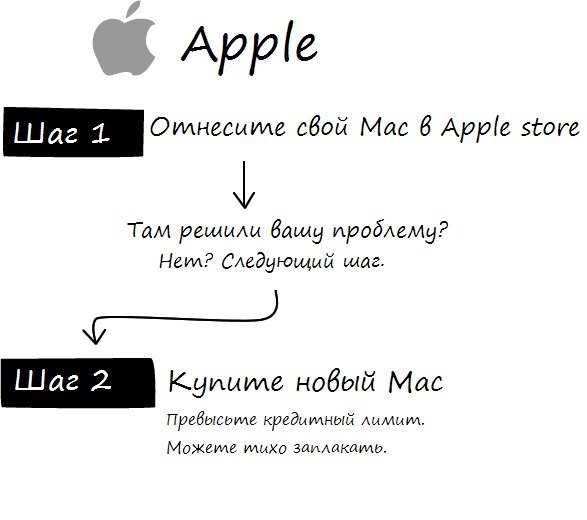 Apple
Шаг 1
Отнесите свой Mac в Apple store
Там решили вашу проблему?
Нет? Следующий шаг.
Шаг 2
Купите новый Mac
Превысьте кредитный лимит.
Можете тихо заплакать.